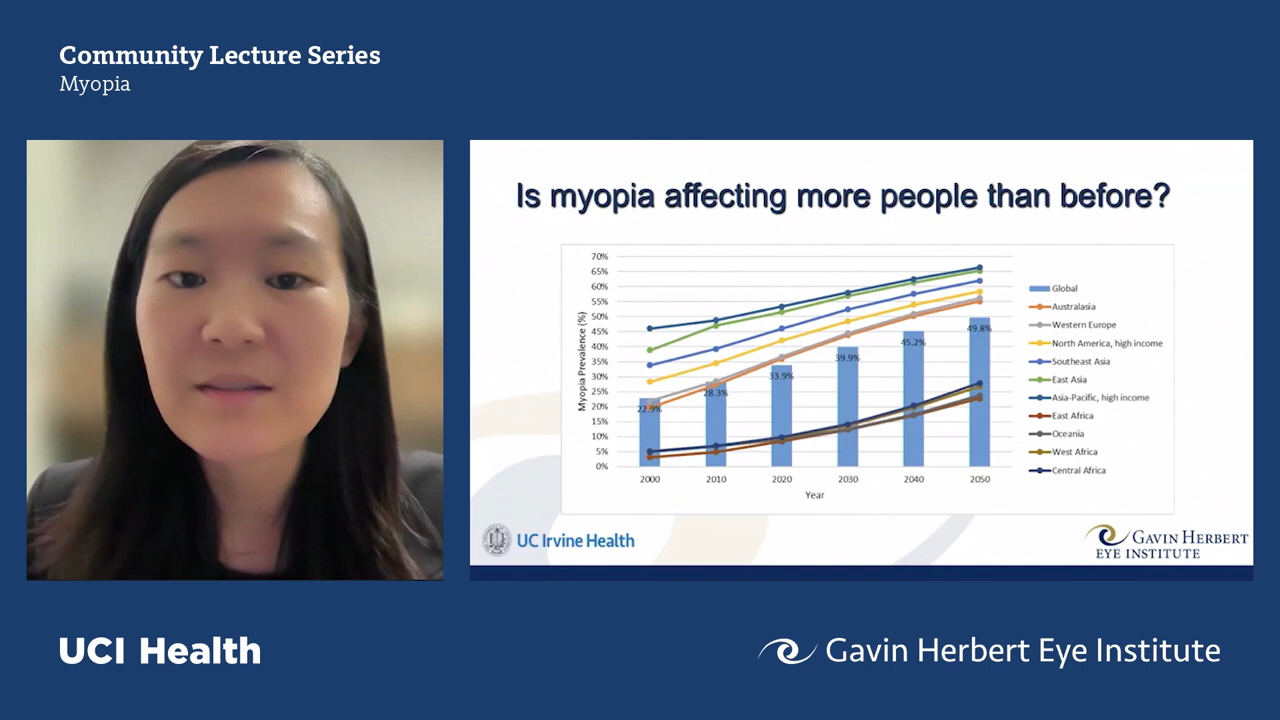 Community Lecture Series
Myopia
Is myopia affecting more people than before?
70%
65%
60%
55%
50%
45%
40%
35%
30%
25%
20%
15%
10%
5%
0%
Myopia Prevalence (%)
22.9%
28.3%
33.9%
39.9%
45.2%
49.8%
2000 2010 2020 2030 2040 2050
Year
Global
Australasia
Western Europe
North America, high income
Southeast Asia
East Asia
Asia-Pacific, high income
East Africa
Oceania
West Africa
Central Africa
UC Irvine Health
GAVIN HERBERT
EYE INSTITUTE
UCI Health
Gavin Herbert Eye Institute